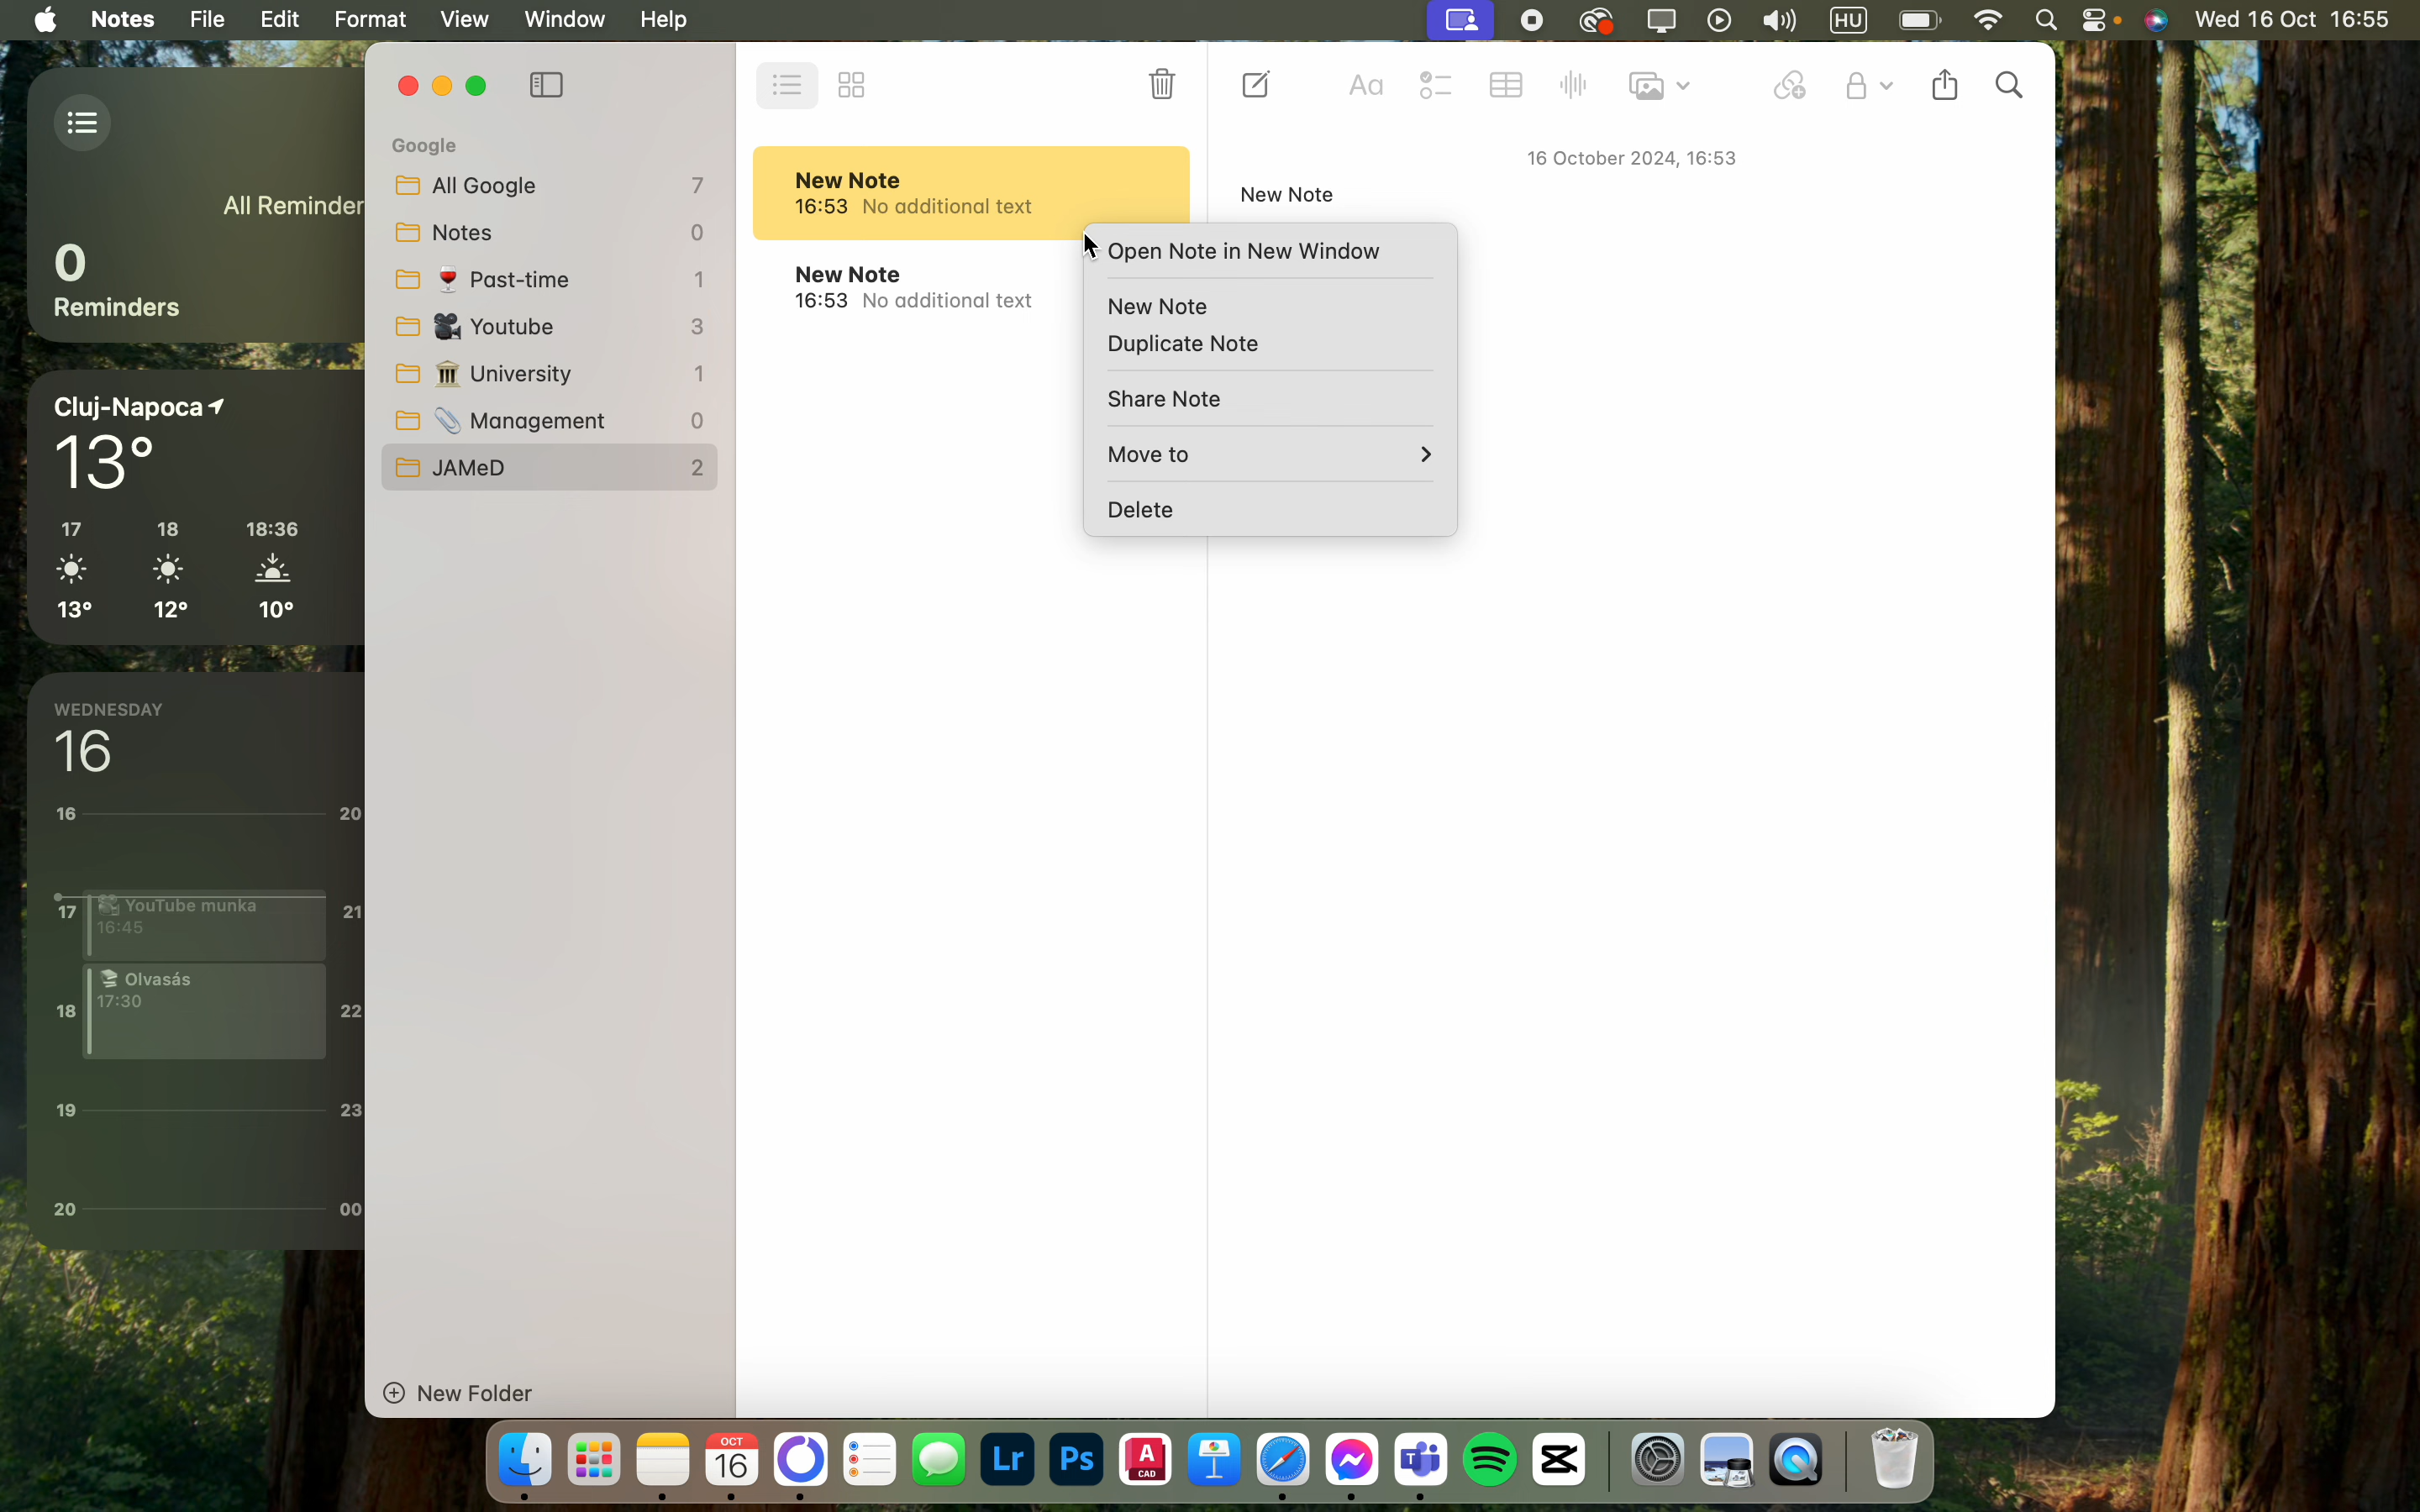 Notes File Edit Format View Window Help HU Wed 16 Oct 16:55
All Reminder
0
Reminders
Cluj-Napoca
13°
17 18 18:36
13° 12° 10°
WEDNESDAY
16
16 20
17 21
YouTube munka
16:45
Olvasás
17:30
18 22
19 23
20 00
Google
All Google 7
Notes 0
Past-time 1
Youtube 3
University 1
Management 0
JAMeD 2
New Folder
New Note
16:53 No additional text
New Note
16:53 No additional text
Aa
16 October 2024, 16:53
New Note
Open Note in New Window
New Note
Duplicate Note
Share Note
Move to
Delete
OCT
16
Lr
Ps
A
CAD
T